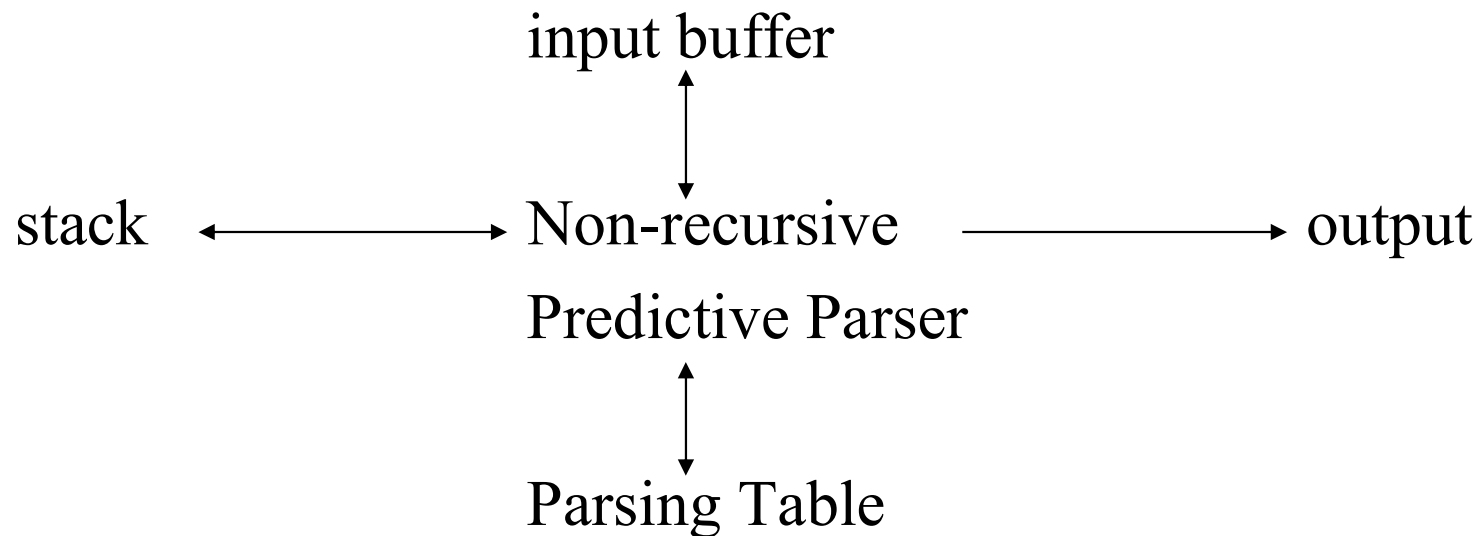 input buffer
stack Non-recursive output
Predictive Parser
Parsing Table